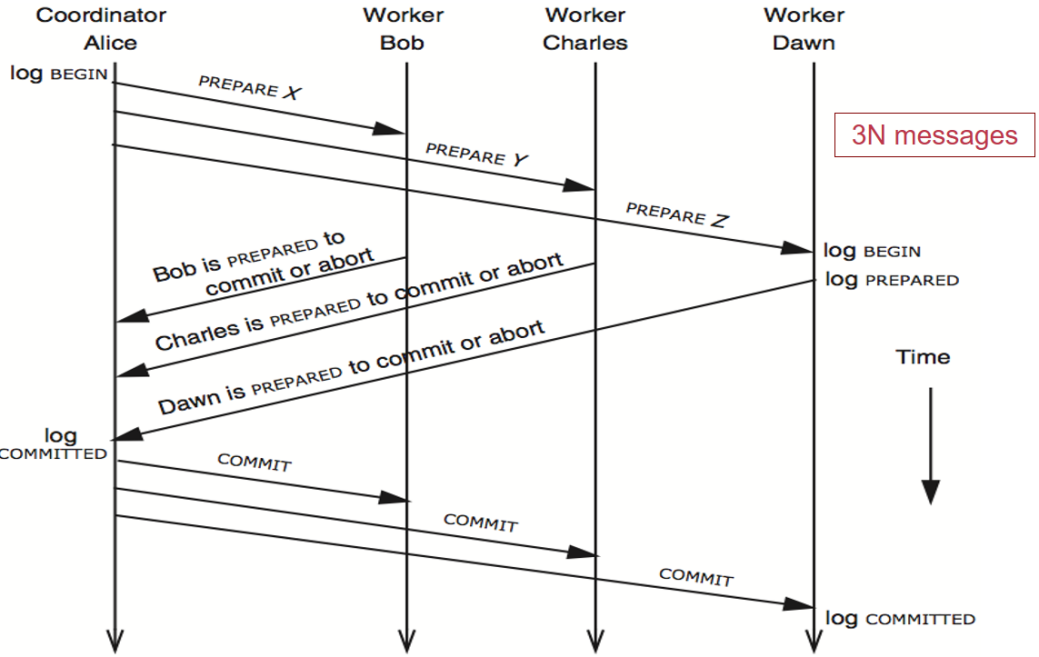 Coordinator
Alice
Worker
Bob
Worker
Charles
Worker
Dawn
log BEGIN
PREPARE X
3N messages
PREPARE Y
PREPARE Z
log BEGIN
Bob is PREPARED to
commit or abort
log PREPARED
Charles is PREPARED to commit or abort
Dawn is PREPARED to commit or abort
Time
log
COMMITTED
COMMIT
COMMIT
COMMIT
log COMMITTED